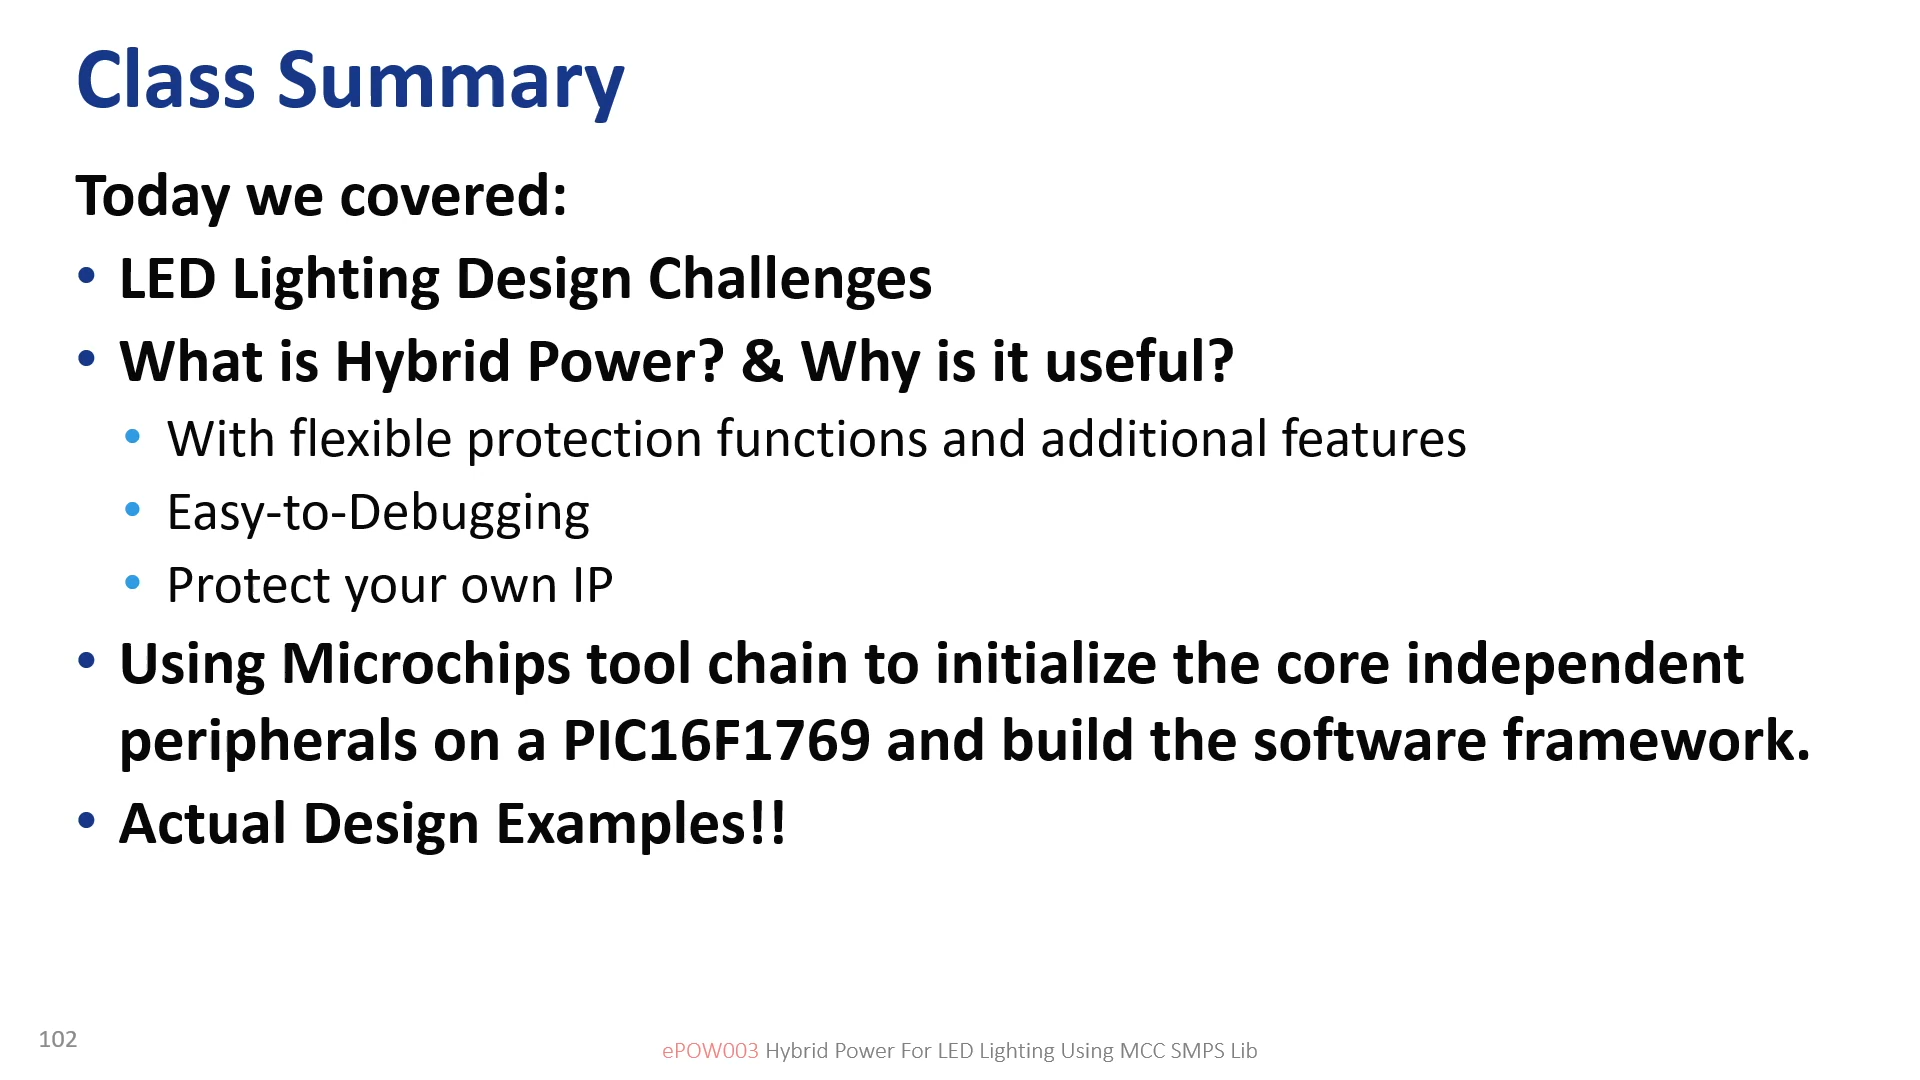 Class Summary
Today we covered:
• LED Lighting Design Challenges
• What is Hybrid Power? & Why is it useful?
• With flexible protection functions and additional features
• Easy-to-Debugging
• Protect your own IP
• Using Microchips tool chain to initialize the core independent
peripherals on a PIC16F1769 and build the software framework.
• Actual Design Examples!!
102
ePOW003 Hybrid Power For LED Lighting Using MCC SMPS Lib